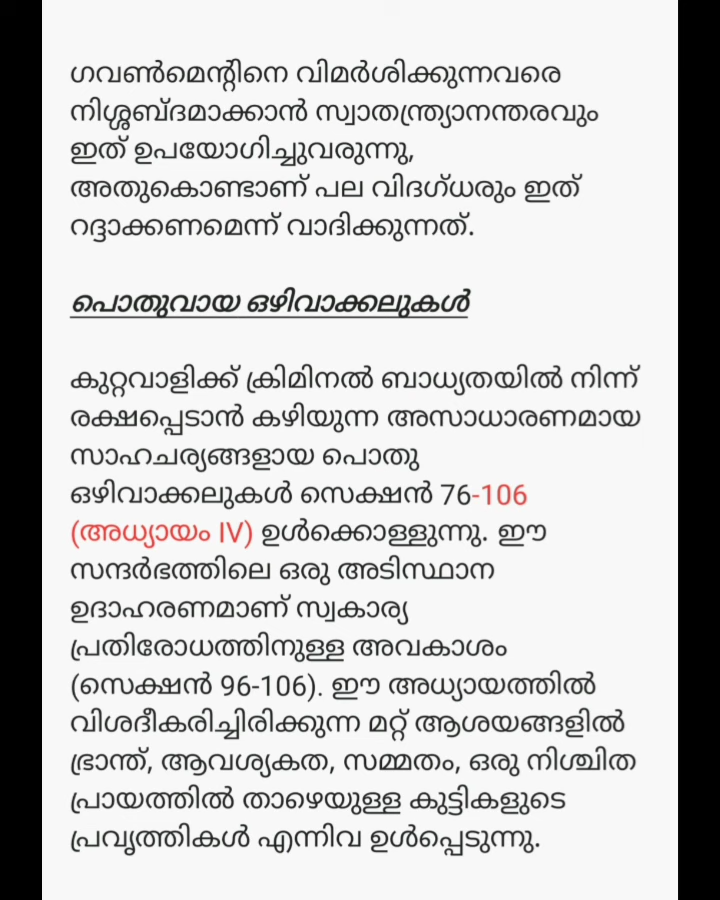 ഗവൺമെന്റിനെ വിമർശിക്കുന്നവരെ
നിശ്ശബ്ദമാക്കാൻ സ്വാതന്ത്ര്യാനന്തരവും
ഇത് ഉപയോഗിച്ചുവരുന്നു,
അതുകൊണ്ടാണ് പല വിദഗ്ധരും ഇത്
റദ്ദാക്കണമെന്ന് വാദിക്കുന്നത്.
പൊതുവായ ഒഴിവാക്കലുകൾ
കുറ്റവാളിക്ക് ക്രിമിനൽ ബാധ്യതയിൽ നിന്ന്
രക്ഷപ്പെടാൻ കഴിയുന്ന അസാധാരണമായ
സാഹചര്യങ്ങളായ പൊതു
ഒഴിവാക്കലുകൾ സെക്ഷൻ 76-106
(അധ്യായം IV) ഉൾക്കൊള്ളുന്നു. ഈ
സന്ദർഭത്തിലെ ഒരു അടിസ്ഥാന
ഉദാഹരണമാണ് സ്വകാര്യ
പ്രതിരോധത്തിനുള്ള അവകാശം
(സെക്ഷൻ 96-106). ഈ അധ്യായത്തിൽ
വിശദീകരിച്ചിരിക്കുന്ന മറ്റ് ആശയങ്ങളിൽ
ഭ്രാന്ത്, ആവശ്യകത, സമ്മതം, ഒരു നിശ്ചിത
പ്രായത്തിൽ താഴെയുള്ള കുട്ടികളുടെ
പ്രവൃത്തികൾ എന്നിവ ഉൾപ്പെടുന്നു.